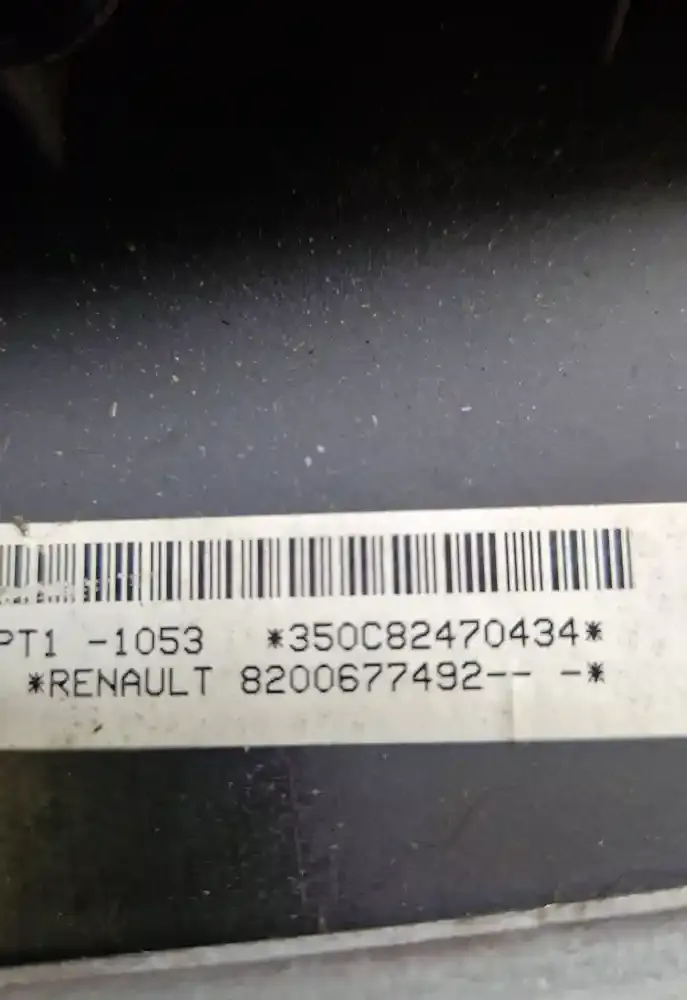 PT1 -1053 *350C82470434*
*RENAULT 8200677492-- -*